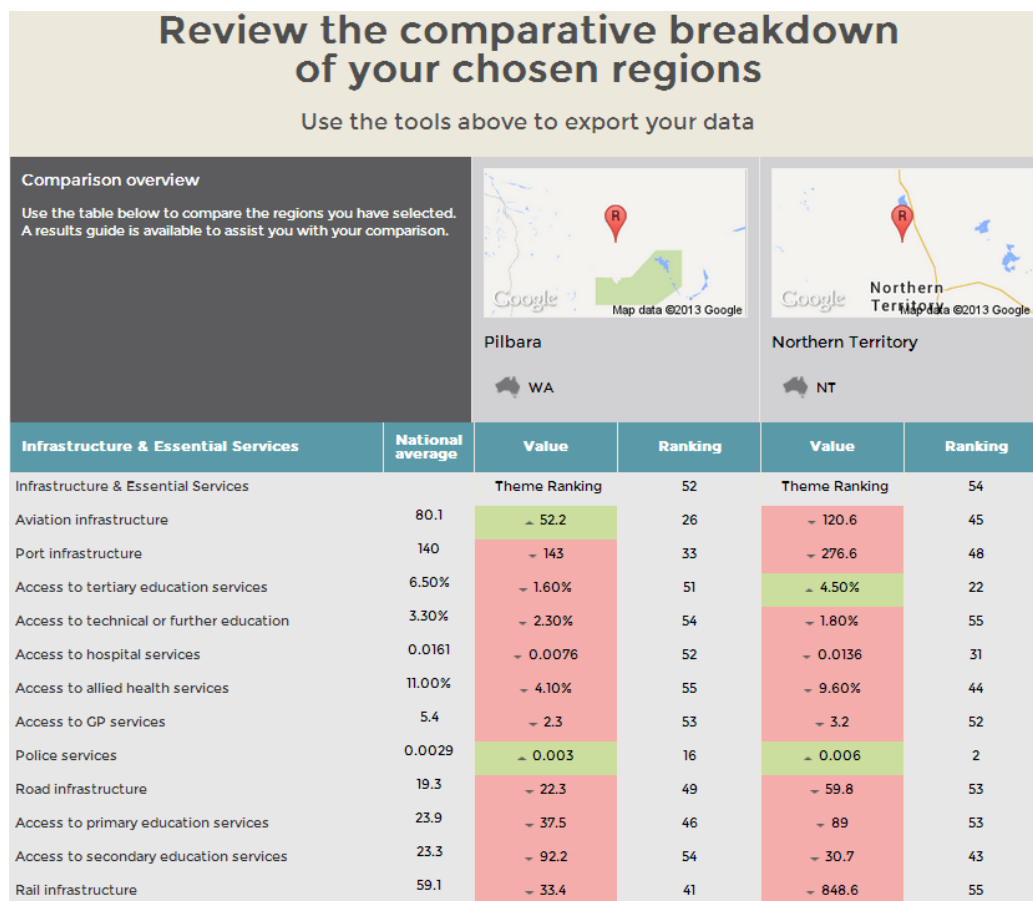 Review the comparative breakdown
of your chosen regions
Use the tools above to export your data
Comparison overview
Use the table below to compare the regions you have selected.
A results guide is available to assist you with your comparison.
R
Google
Map data ©2013 Google
Pilbara
WA
R
Google
Northern
Territory
Map data ©2013 Google
Northern Territory
NT
Infrastructure & Essential Services National average Value Ranking Value Ranking
Infrastructure & Essential Services Theme Ranking 52 Theme Ranking 54
Aviation infrastructure 80.1 52.2 26 120.6 45
Port infrastructure 140 143 33 276.6 48
Access to tertiary education services 6.50% 1.60% 51 4.50% 22
Access to technical or further education 3.30% 2.30% 54 1.80% 55
Access to hospital services 0.0161 0.0076 52 0.0136 31
Access to allied health services 11.00% 4.10% 55 9.60% 44
Access to GP services 5.4 2.3 53 3.2 52
Police services 0.0029 0.003 16 0.006 2
Road infrastructure 19.3 22.3 49 59.8 53
Access to primary education services 23.9 37.5 46 89 53
Access to secondary education services 23.3 92.2 54 30.7 43
Rail infrastructure 59.1 33.4 41 848.6 55